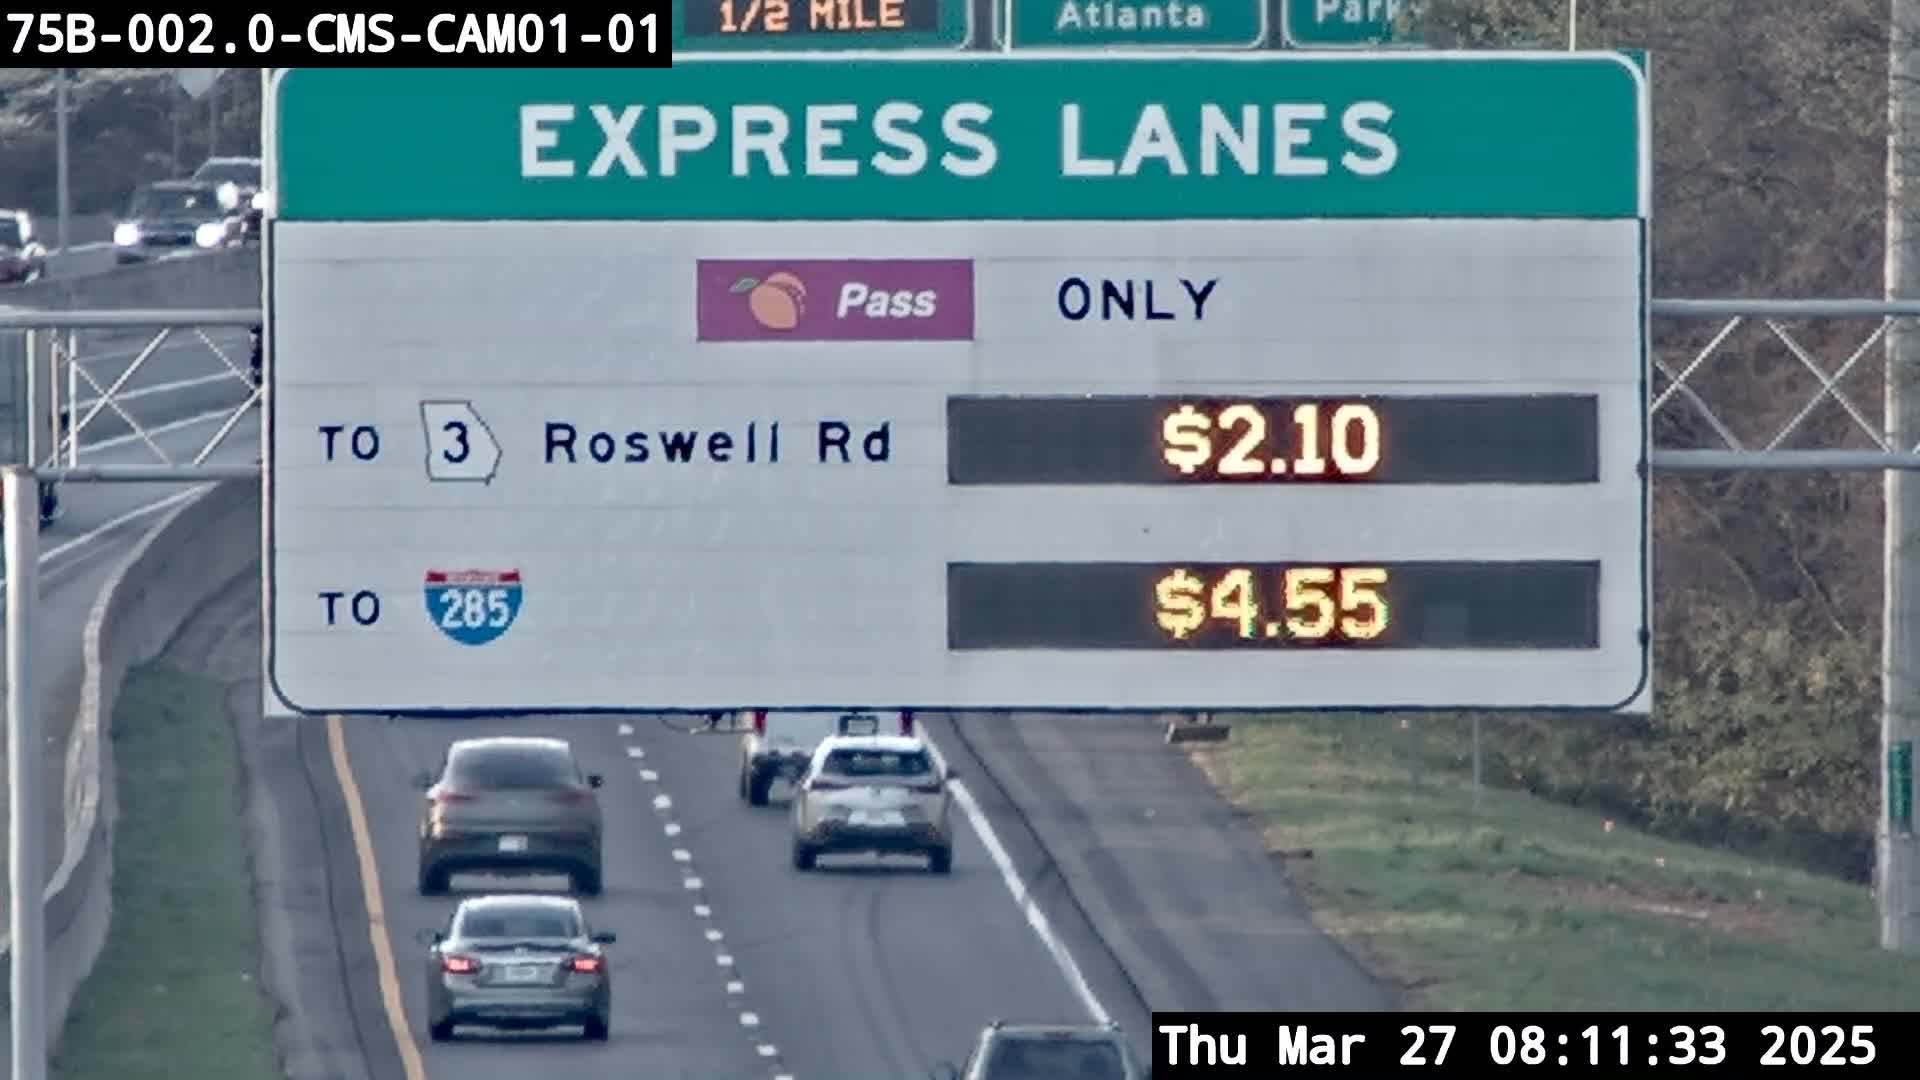 75B-002.0-CMS-CAM01-01
1/2 MILE
Atlanta
EXPRESS LANES
Pass ONLY
TO 3 Roswell Rd $2.10
TO 285 $4.55
Thu Mar 27 08:11:33 2025